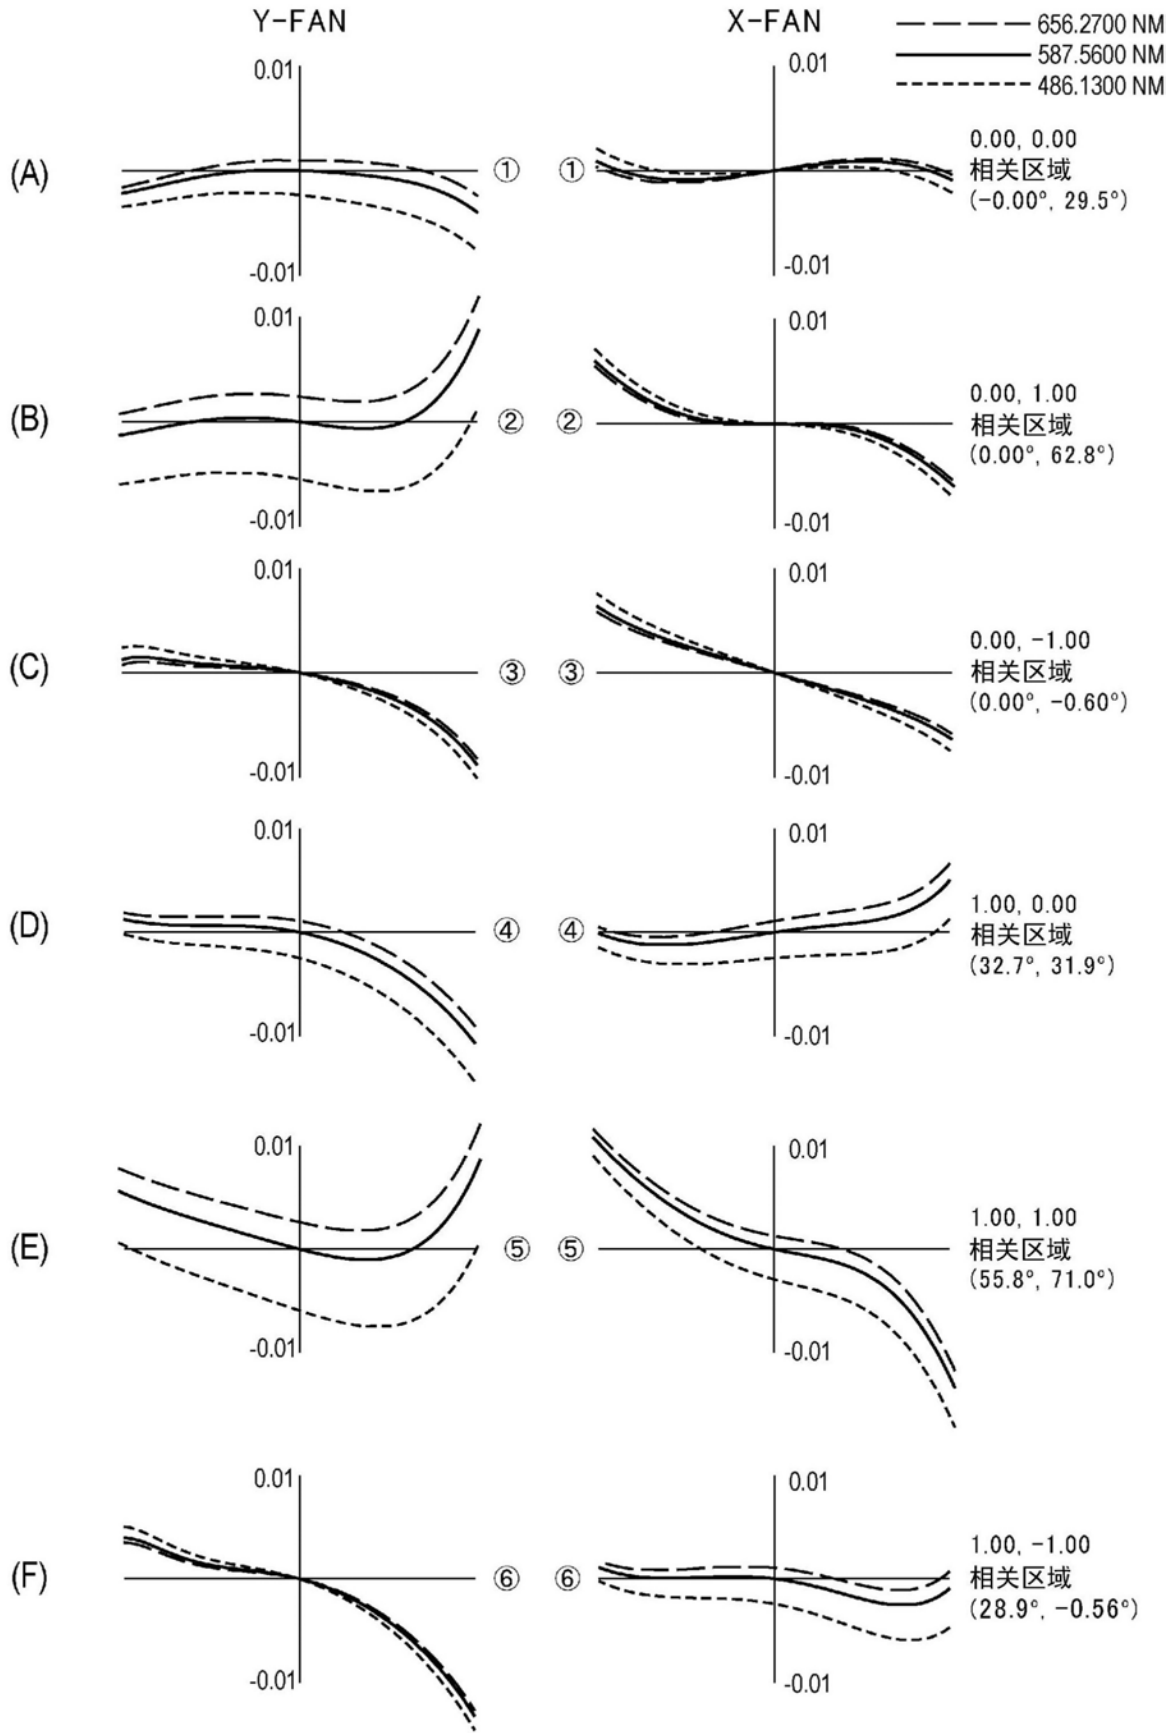 Y-FAN
X-FAN
656.2700 NM
587.5600 NM
486.1300 NM
(A)
0.01
-0.01
①
①
0.01
-0.01
0.00, 0.00
相关区域
(-0.00°, 29.5°)
(B)
0.01
-0.01
②
②
0.01
-0.01
0.00, 1.00
相关区域
(0.00°, 62.8°)
(C)
0.01
-0.01
③
③
0.01
-0.01
0.00, -1.00
相关区域
(0.00°, -0.60°)
(D)
0.01
-0.01
④
④
0.01
-0.01
1.00, 0.00
相关区域
(32.7°, 31.9°)
(E)
0.01
-0.01
⑤
⑤
0.01
-0.01
1.00, 1.00
相关区域
(55.8°, 71.0°)
(F)
0.01
-0.01
⑥
⑥
0.01
-0.01
1.00, -1.00
相关区域
(28.9°, -0.56°)